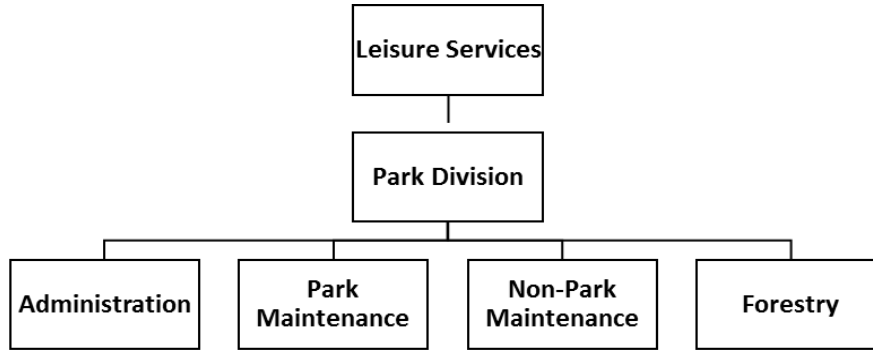 Leisure Services
Park Division
Administration
Park
Maintenance
Non-Park
Maintenance
Forestry